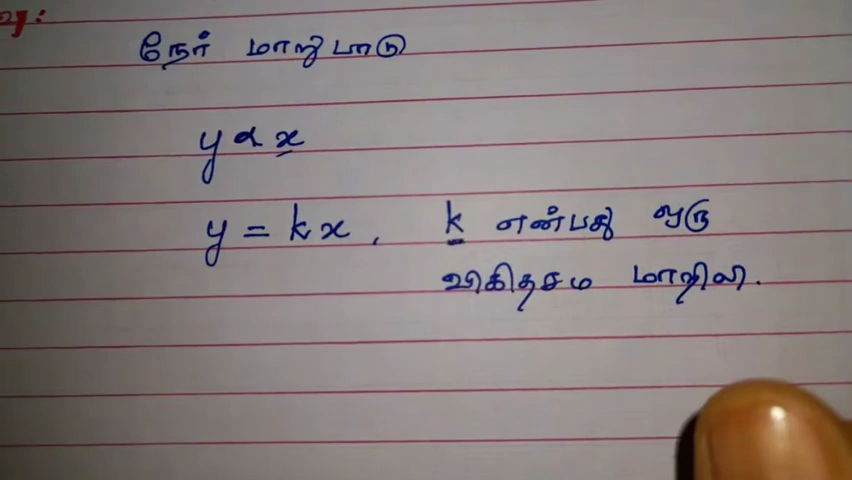 நேர் மாறிபாடு
y ∝ x
y = kx, k என்பது ஒரு
விகிதசம மாறிலி.